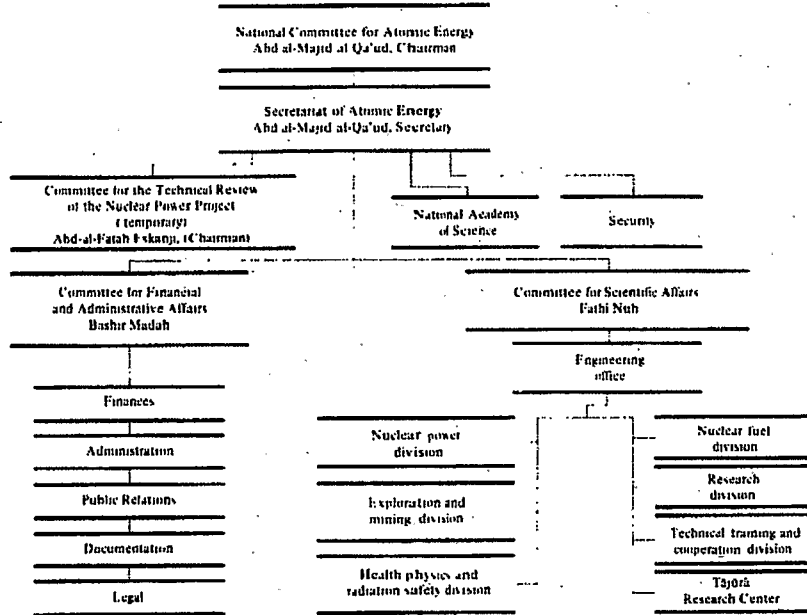 National Committee for Atomic Energy
Abd al-Majid al Qa'ud, Chairman
Secretariat of Atomic Energy
Abd al-Majid al-Qa'ud, Secretary
Committee for the Technical Review
of the Nuclear Power Project
(temporary)
Abd-al-Fatah Eskanji, (Chairman)
National Academy
of Science
Security
Committee for Financial
and Administrative Affairs
Bashir Madah
Committee for Scientific Affairs
Fathi Nuh
Engineering
office
Finances
Administration
Public Relations
Documentation
Legal
Nuclear power
division
Exploration and
mining division
Health physics and
radiation safety division
Nuclear fuel
division
Research
division
Technical training and
cooperation division
Tājūrā
Research Center